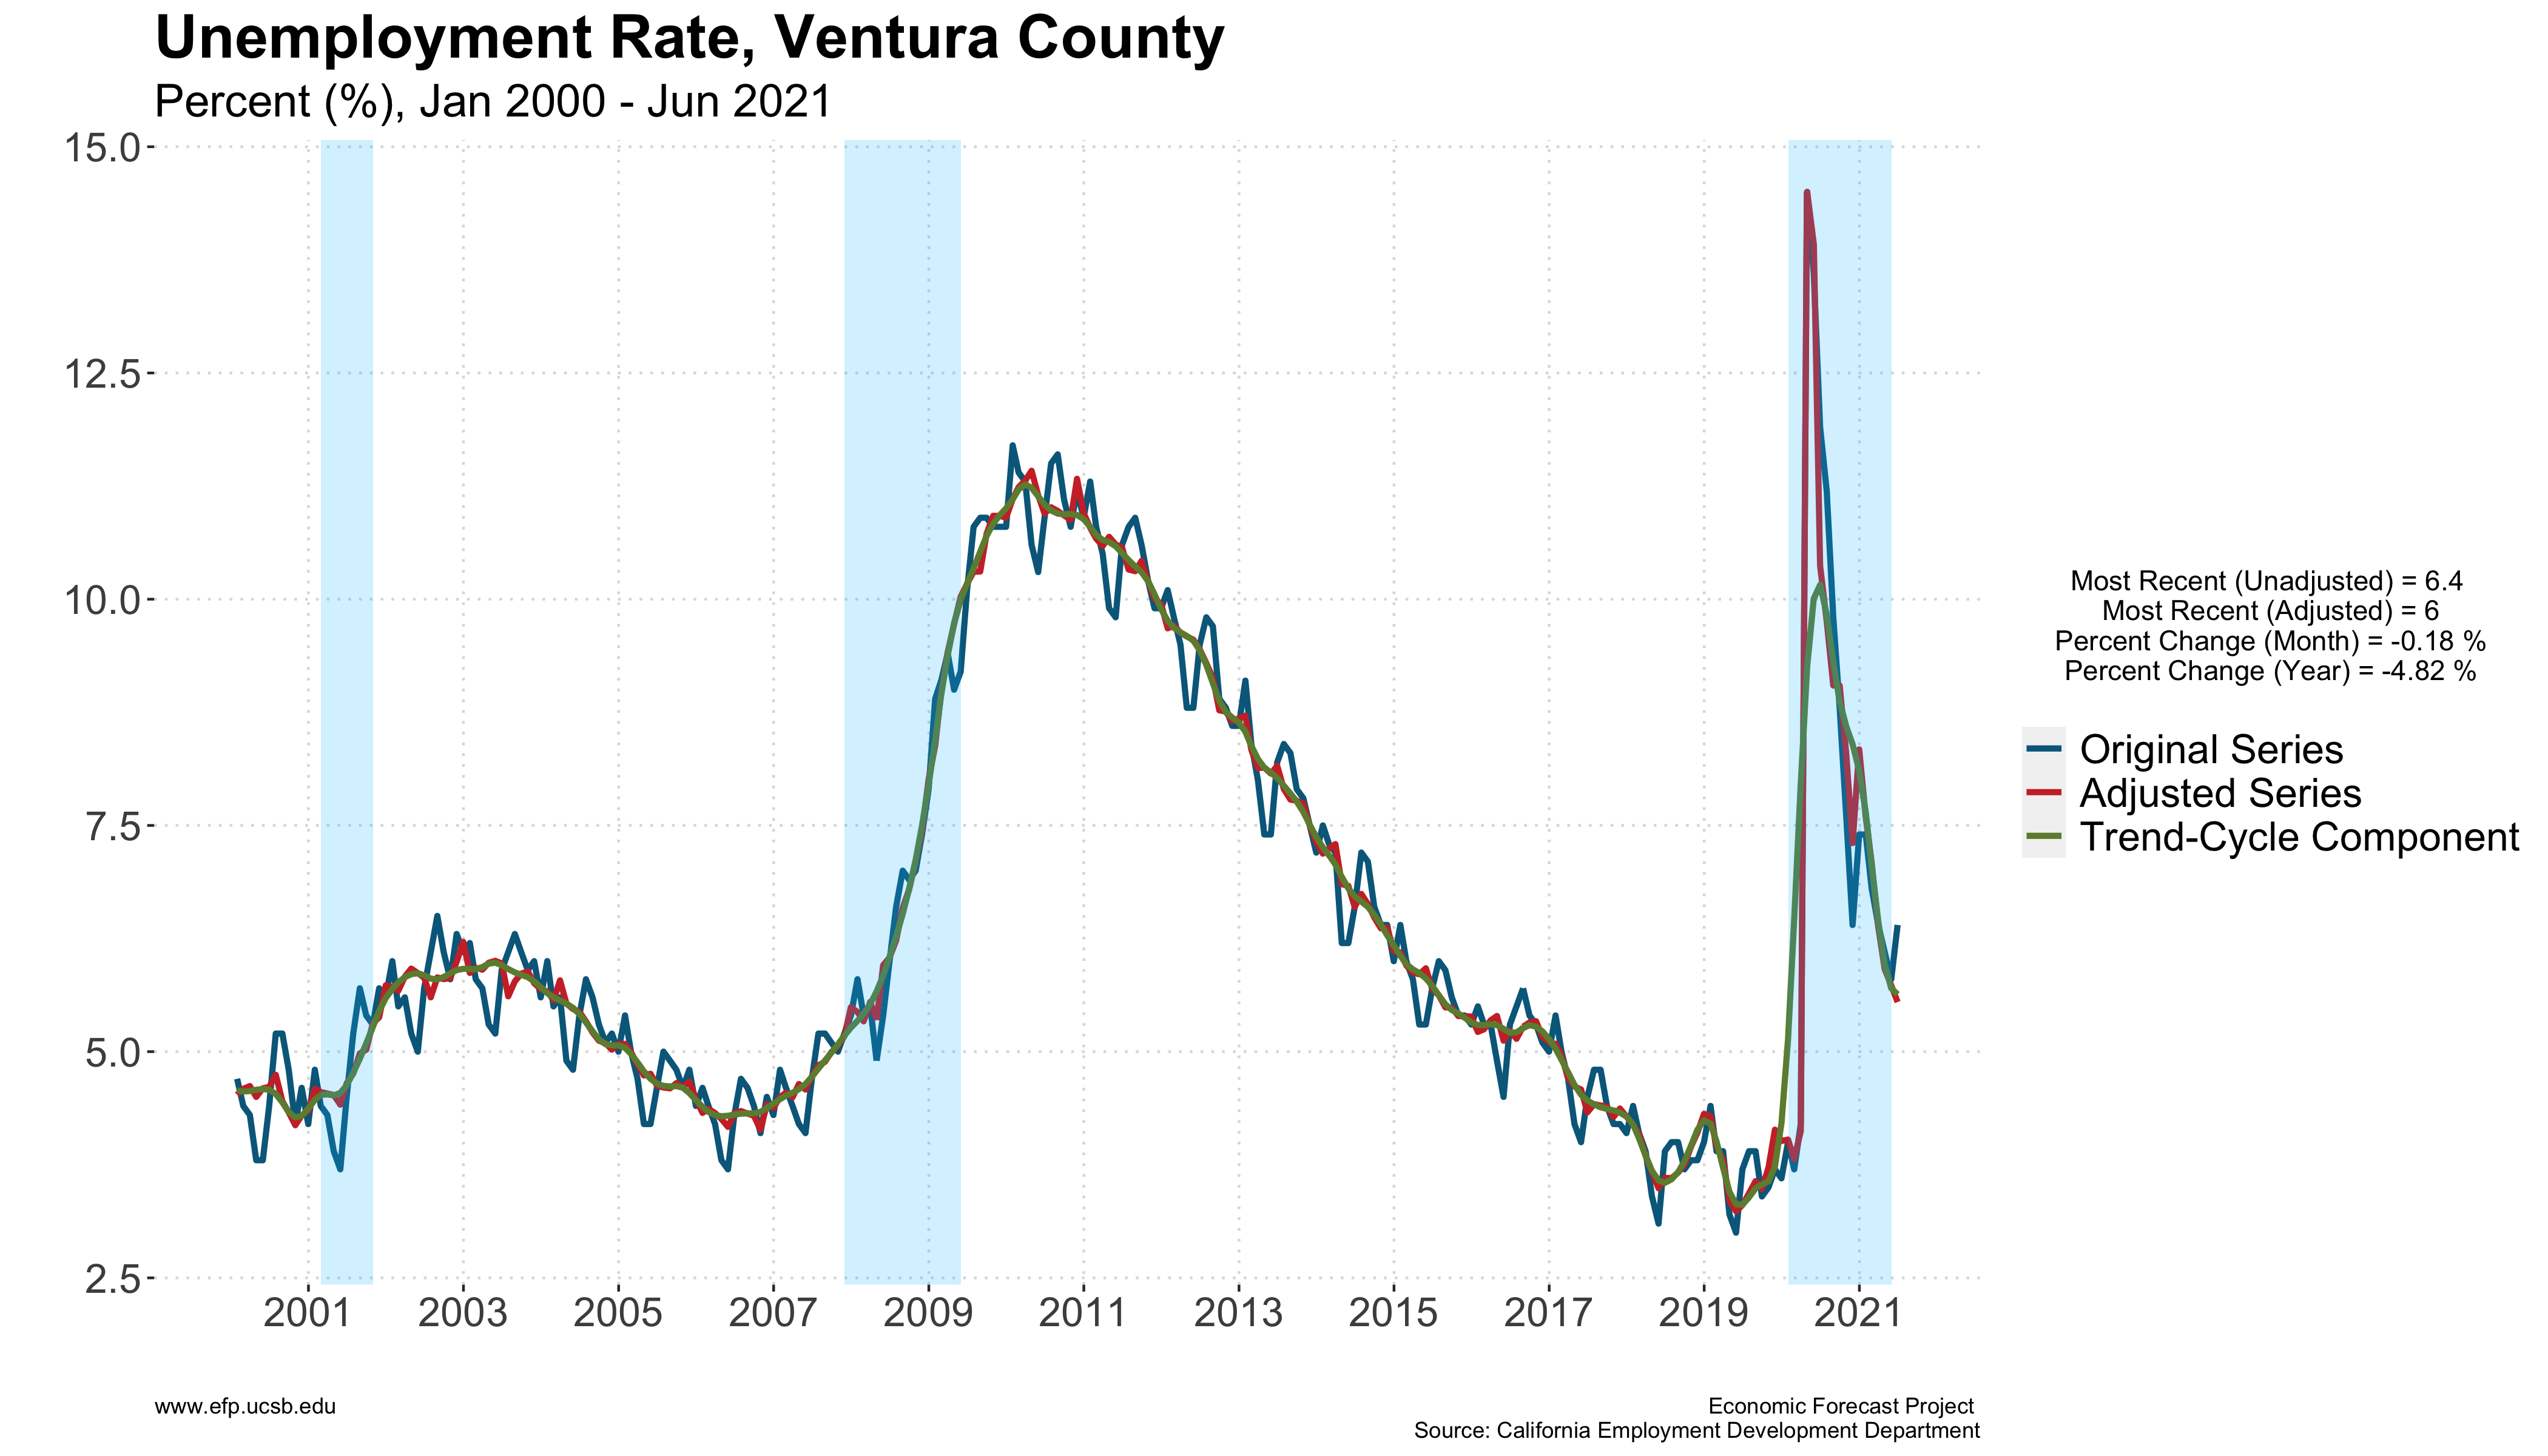 Unemployment Rate, Ventura County
Percent (%), Jan 2000 - Jun 2021
15.0
12.5
10.0
7.5
5.0
2.5
2001 2003 2005 2007 2009 2011 2013 2015 2017 2019 2021
Most Recent (Unadjusted) = 6.4
Most Recent (Adjusted) = 6
Percent Change (Month) = -0.18 %
Percent Change (Year) = -4.82 %
Original Series
Adjusted Series
Trend-Cycle Component
www.efp.ucsb.edu
Economic Forecast Project
Source: California Employment Development Department